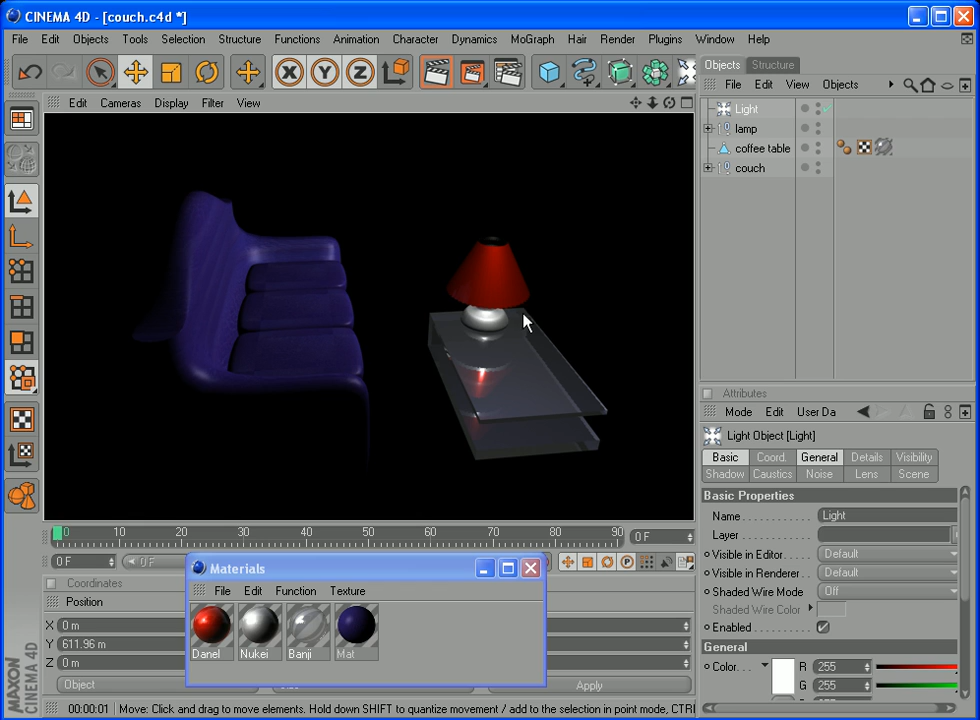 CINEMA 4D - [couch.c4d *]
File Edit Objects Tools Selection Structure Functions Animation Character Dynamics MoGraph Hair Render Plugins Window Help
X Y Z
Objects Structure
File Edit View Objects
Edit Cameras Display Filter View
Light
lamp
coffee table
couch
Attributes
Mode Edit User Da
Light Object [Light]
Basic Coord. General Details Visibility
Shadow Caustics Noise Lens Scene
Basic Properties
Name Light
Layer
Visible in Editor Default
Visible in Renderer Default
Shaded Wire Mode Off
Shaded Wire Color
Enabled
General
Color R 255
G 255
0 10 20 30 40 50 60 70 80 90 0 F
0 F 0 F P
Materials
File Edit Function Texture
Danel Nukei Banji Mat
Coordinates
Position
X 0 m
Y 611.96 m
Z 0 m
Object Apply
MAXON
CINEMA 4D
00:00:01 Move: Click and drag to move elements. Hold down SHIFT to quantize movement / add to the selection in point mode, CTRI